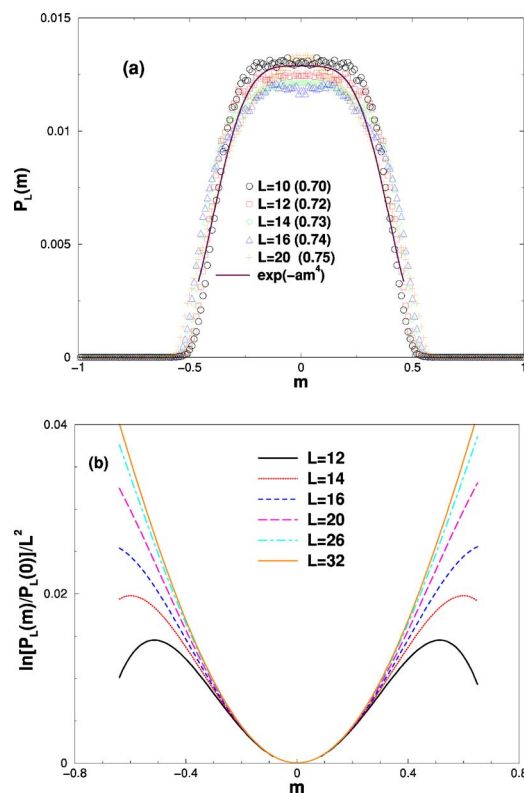 0.015
(a)
0.01
P_L(m)
L=10 (0.70)
L=12 (0.72)
L=14 (0.73)
L=16 (0.74)
L=20 (0.75)
exp(-am⁴)
0.005
0
-1 -0.5 0 0.5 1
m
0.04
(b)
L=12
L=14
L=16
L=20
L=26
L=32
ln[P_L(m)/P_L(0)]/L²
0.02
0
-0.8 -0.4 0 0.4 0.8
m